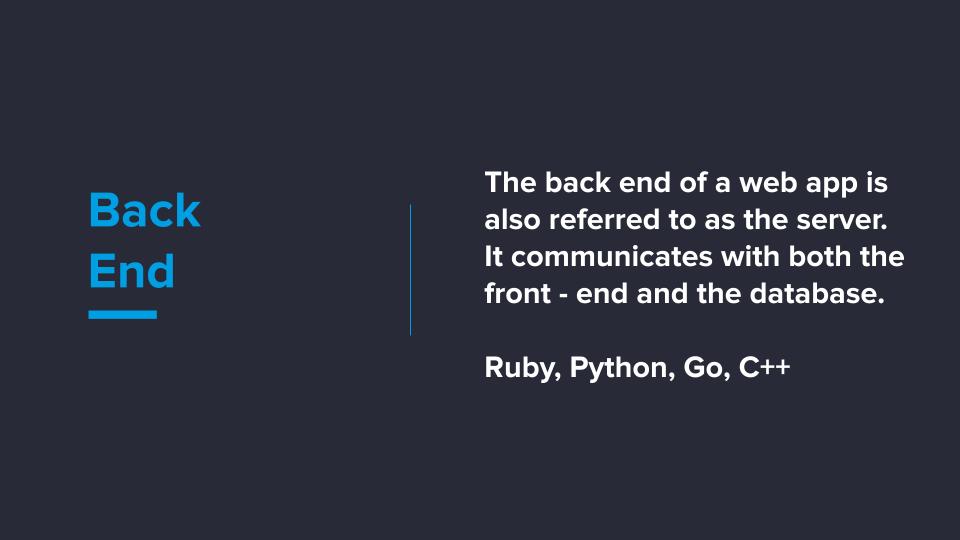 Back
End
The back end of a web app is
also referred to as the server.
It communicates with both the
front - end and the database.
Ruby, Python, Go, C++